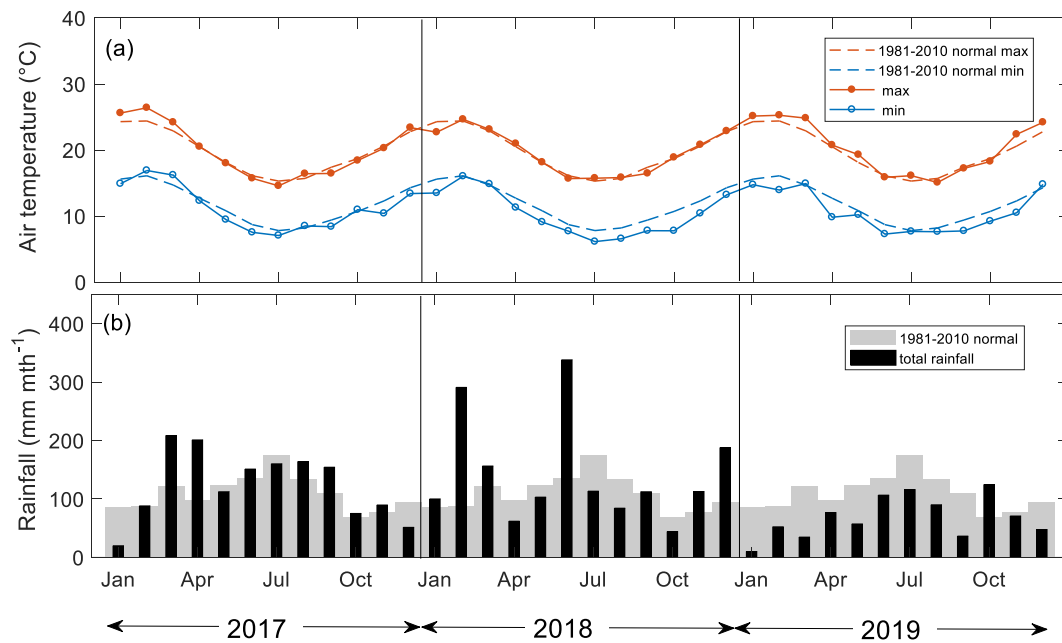 (a)
Air temperature (°C)
40
30
20
10
0
1981-2010 normal max
1981-2010 normal min
max
min
(b)
Rainfall (mm mth⁻¹)
400
300
200
100
0
1981-2010 normal
total rainfall
Jan Apr Jul Oct Jan Apr Jul Oct Jan Apr Jul Oct
2017 2018 2019